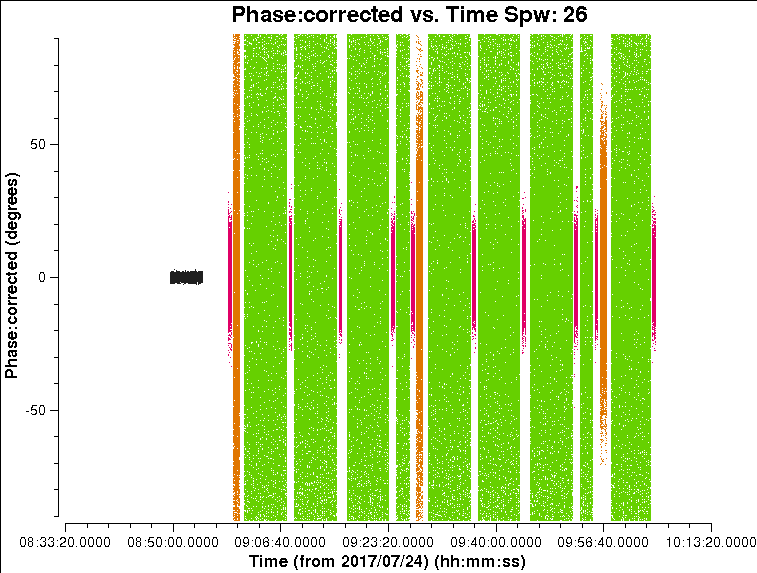 Phase:corrected vs. Time Spw: 26
Phase:corrected (degrees)
50
0
-50
08:33:20.0000 08:50:00.0000 09:06:40.0000 09:23:20.0000 09:40:00.0000 09:56:40.0000 10:13:20.0000
Time (from 2017/07/24) (hh:mm:ss)